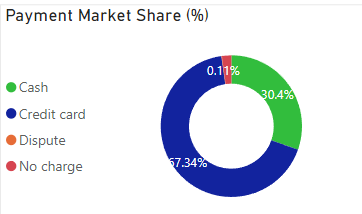 Payment Market Share (%)
Cash
Credit card
Dispute
No charge
0.11%
30.4%
67.34%